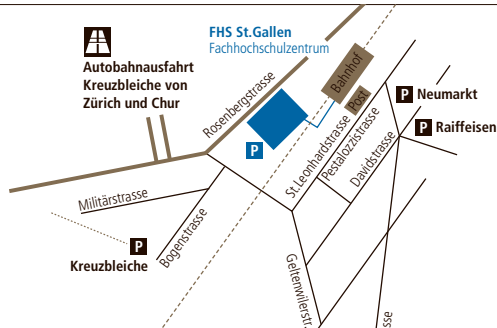 FHS St.Gallen
Fachhochschulzentrum
Autobahnausfahrt
Kreuzbleiche von
Zürich und Chur
Rosenbergstrasse
Bahnhof
Post
P Neumarkt
P Raiffeisen
P
St.Leonhardstrasse
Pestalozzistrasse
Davidstrasse
Militärstrasse
Bogenstrasse
P
Kreuzbleiche
Geltenwilerstr.
sse